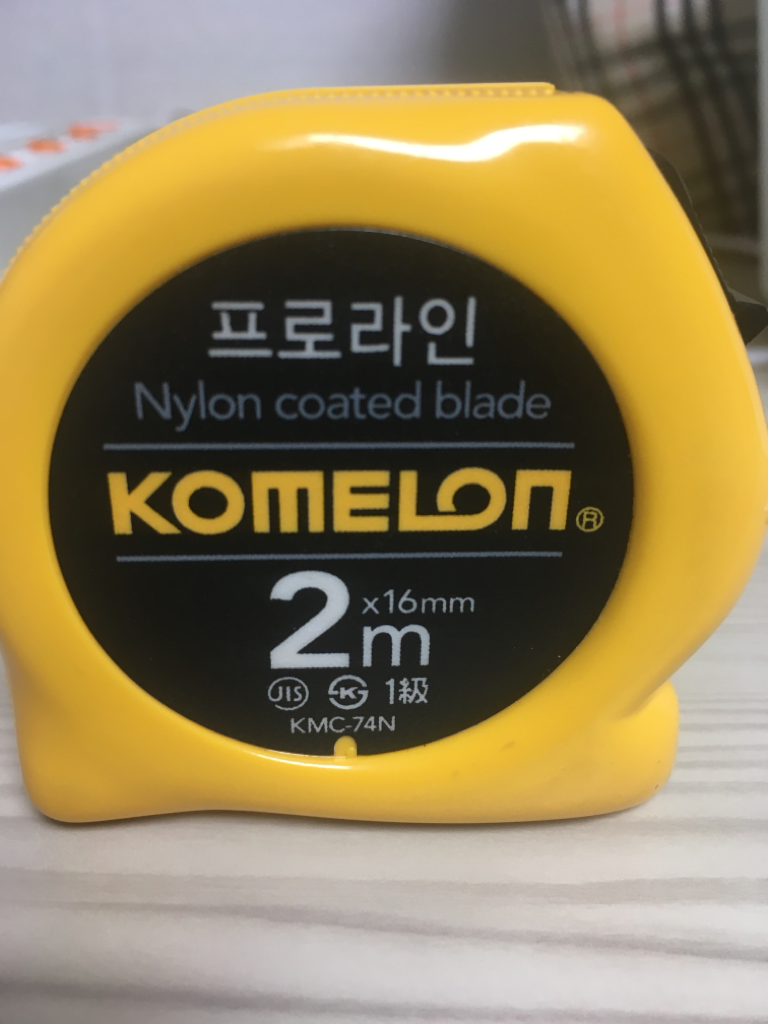 프로라인
Nylon coated blade
KOMELON®
2m x16mm
JIS K 1級
KMC-74N